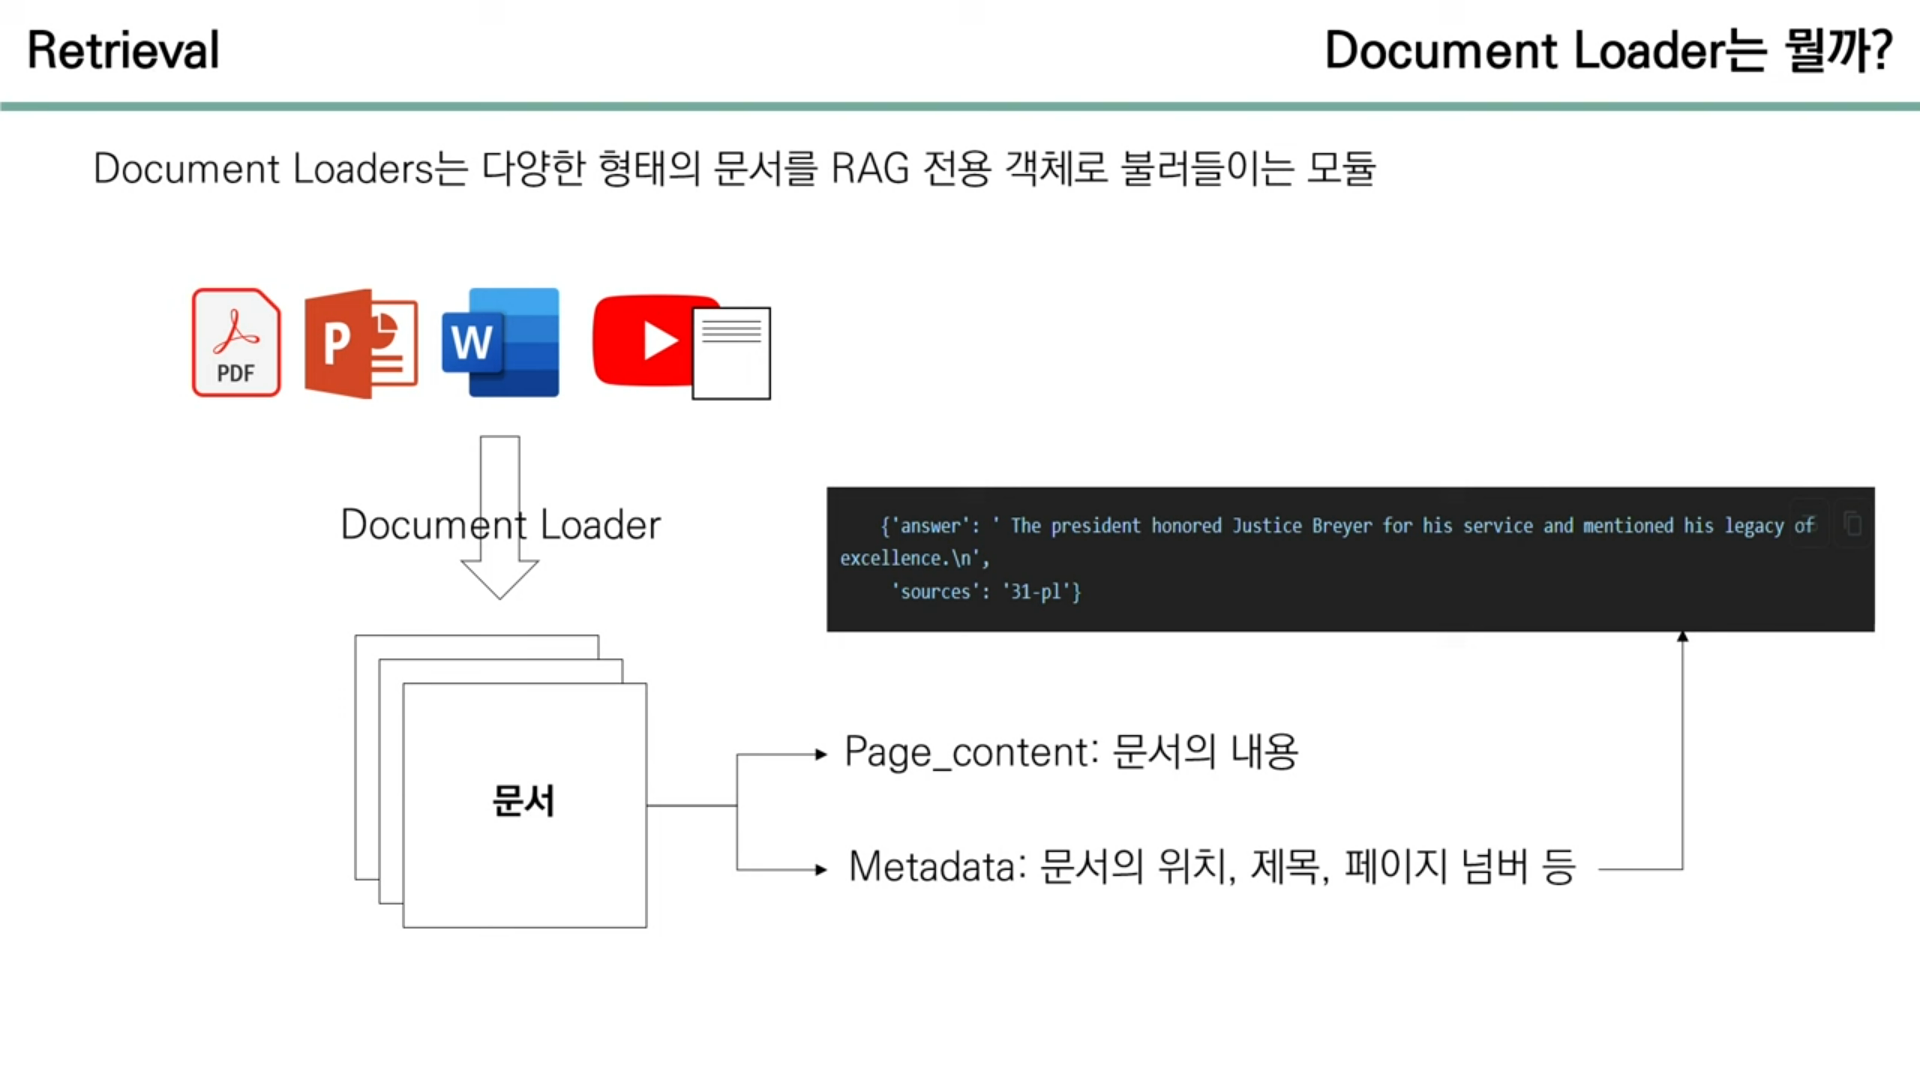 Retrieval
Document Loader는 뭘까?
Document Loaders는 다양한 형태의 문서를 RAG 전용 객체로 불러들이는 모듈
PDF
P
W
Document Loader
{'answer': ' The president honored Justice Breyer for his service and mentioned his legacy of
excellence.\n',
'sources': '31-pl'}
문서
Page_content: 문서의 내용
Metadata: 문서의 위치, 제목, 페이지 넘버 등